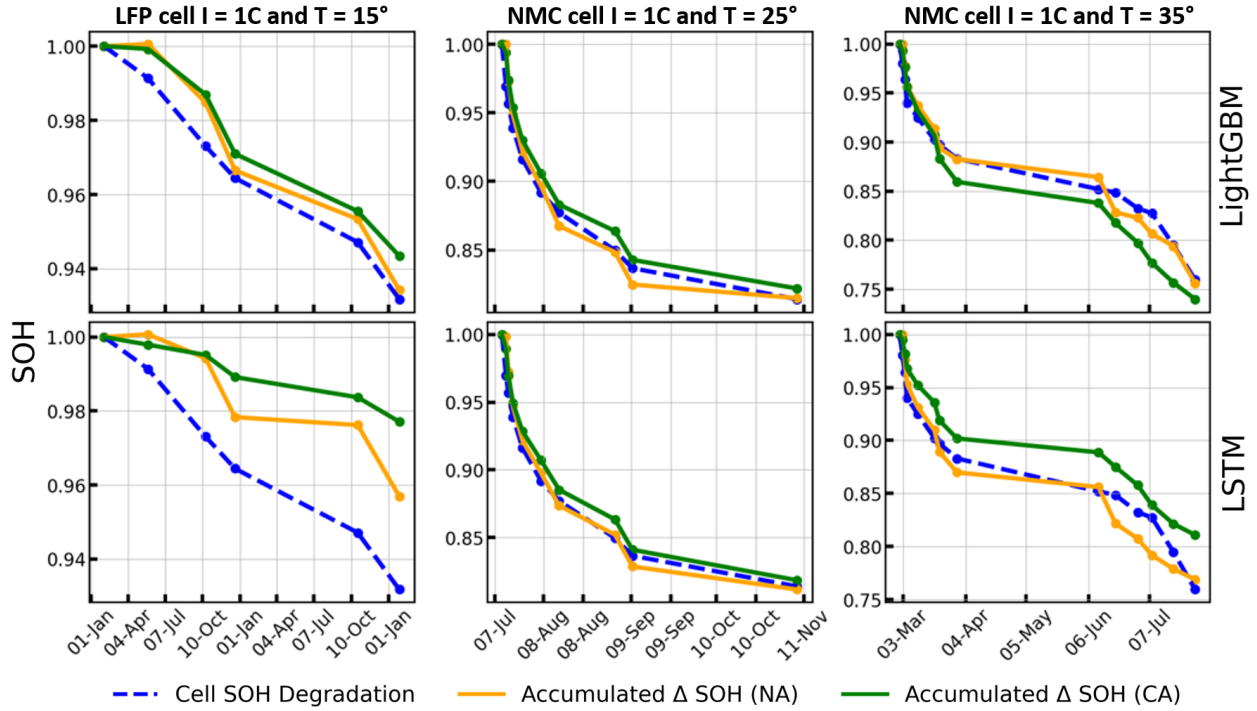 LFP cell I = 1C and T = 15°
NMC cell I = 1C and T = 25°
NMC cell I = 1C and T = 35°
1.00
0.98
0.96
0.94
1.00
0.95
0.90
0.85
1.00
0.95
0.90
0.85
0.80
0.75
LightGBM
SOH
1.00
0.98
0.96
0.94
1.00
0.95
0.90
0.85
1.00
0.95
0.90
0.85
0.80
0.75
LSTM
01-Jan
04-Apr
07-Jul
10-Oct
01-Jan
04-Apr
07-Jul
10-Oct
01-Jan
07-Jul
08-Aug
08-Aug
09-Sep
09-Sep
10-Oct
10-Oct
11-Nov
03-Mar
04-Apr
05-May
06-Jun
07-Jul
Cell SOH Degradation
Accumulated Δ SOH (NA)
Accumulated Δ SOH (CA)